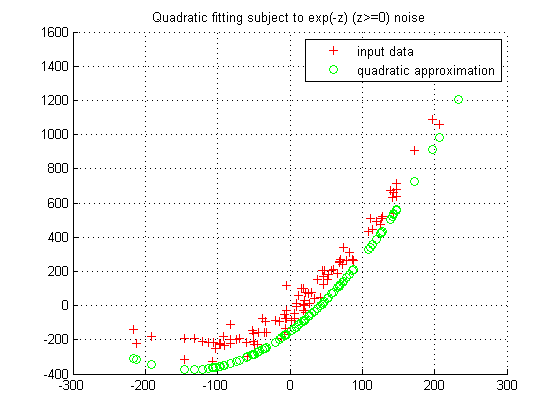 Quadratic fitting subject to exp(-z) (z>=0) noise
input data
quadratic approximation
1600
1400
1200
1000
800
600
400
200
0
-200
-400
-300 -200 -100 0 100 200 300